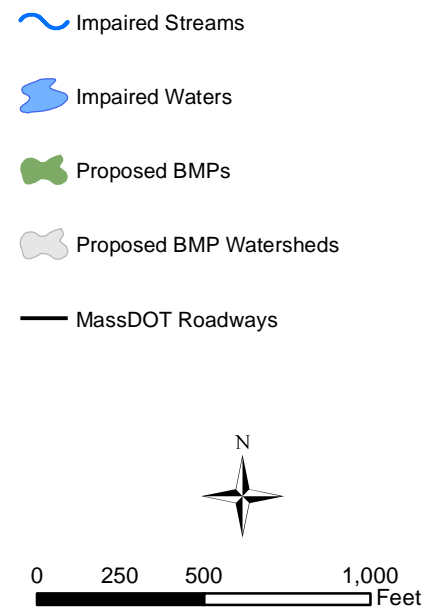 Impaired Streams
Impaired Waters
Proposed BMPs
Proposed BMP Watersheds
MassDOT Roadways
N
0 250 500 1,000
Feet